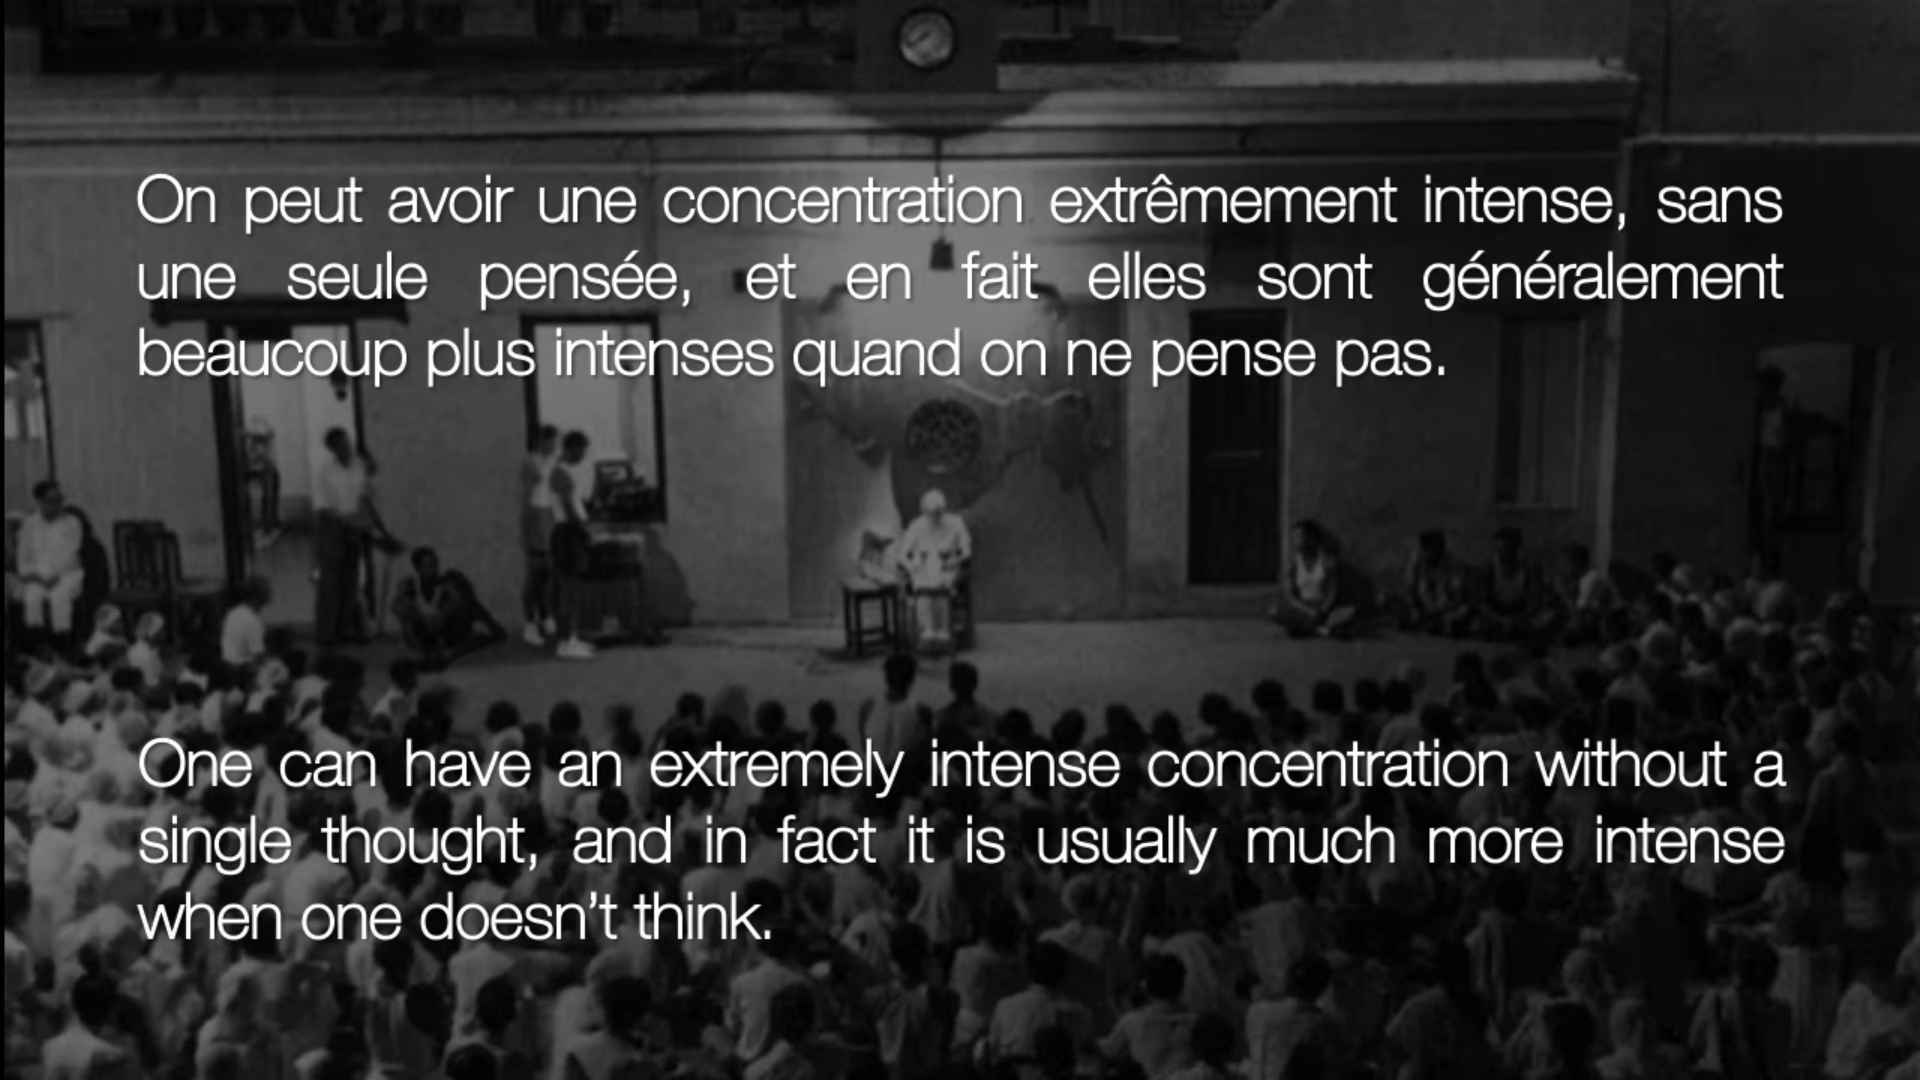 On peut avoir une concentration extrêmement intense, sans
une seule pensée, et en fait elles sont généralement
beaucoup plus intenses quand on ne pense pas.
One can have an extremely intense concentration without a
single thought, and in fact it is usually much more intense
when one doesn’t think.